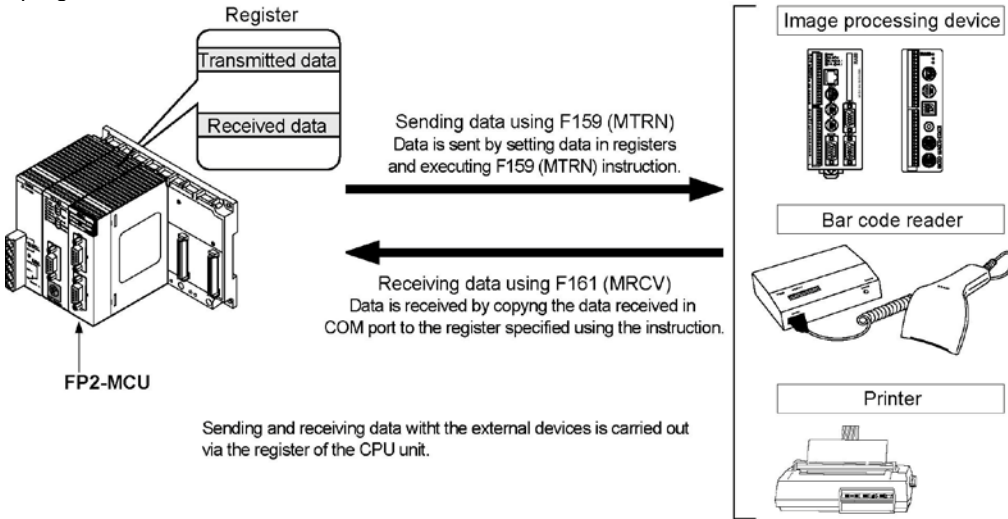 Register
Transmitted data
Received data
FP2-MCU
Sending data using F159 (MTRN)
Data is sent by setting data in registers
and executing F159 (MTRN) instruction.
Receiving data using F161 (MRCV)
Data is received by copyng the data received in
COM port to the register specified using the instruction.
Sending and receiving data witht the external devices is carried out
via the register of the CPU unit.
Image processing device
Bar code reader
Printer